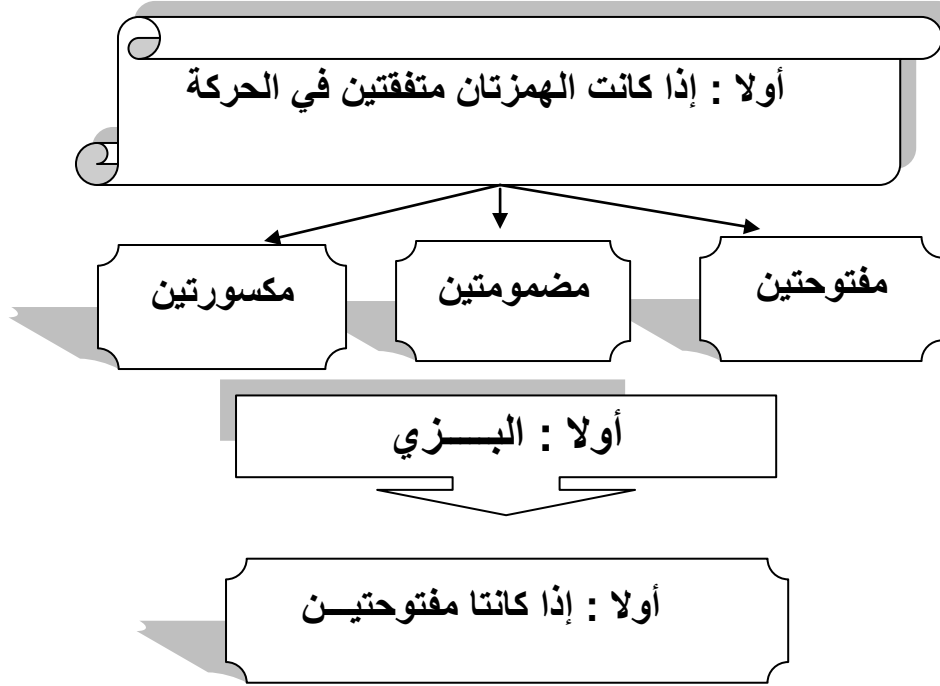 أولا : إذا كانت الهمزتان متفقتين في الحركة
مفتوحتين
مضمومتين
مكسورتين
أولا : البـــزي
أولا : إذا كانتا مفتوحتيــن